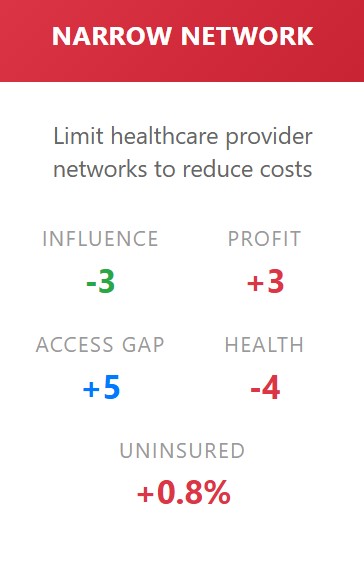 NARROW NETWORK
Limit healthcare provider
networks to reduce costs
INFLUENCE PROFIT
-3 +3
ACCESS GAP HEALTH
+5 -4
UNINSURED
+0.8%